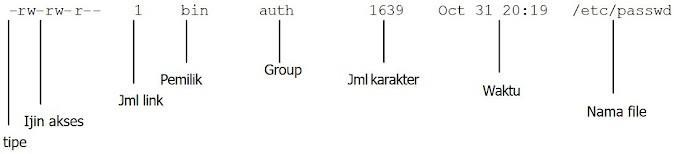 -rw-rw-r-- 1 bin auth 1639 Oct 31 20:19 /etc/passwd
tipe
Ijin akses
Jml link
Pemilik
Group
Jml karakter
Waktu
Nama file